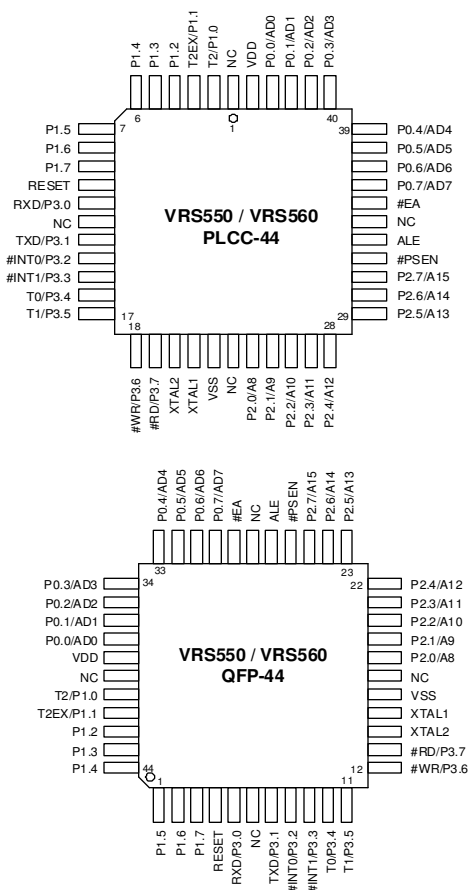 P1.4
P1.3
P1.2
T2EX/P1.1
T2/P1.0
NC
VDD
P0.0/AD0
P0.1/AD1
P0.2/AD2
P0.3/AD3
6
1
40
7
39
P1.5
P1.6
P1.7
RESET
RXD/P3.0
NC
TXD/P3.1
#INT0/P3.2
#INT1/P3.3
T0/P3.4
T1/P3.5
VRS550 / VRS560
PLCC-44
P0.4/AD4
P0.5/AD5
P0.6/AD6
P0.7/AD7
#EA
NC
ALE
#PSEN
P2.7/A15
P2.6/A14
P2.5/A13
17
29
18
28
#WR/P3.6
#RD/P3.7
XTAL2
XTAL1
VSS
NC
P2.0/A8
P2.1/A9
P2.2/A10
P2.3/A11
P2.4/A12
P0.4/AD4
P0.5/AD5
P0.6/AD6
P0.7/AD7
#EA
NC
ALE
#PSEN
P2.7/A15
P2.6/A14
P2.5/A13
33
23
34
22
P0.3/AD3
P0.2/AD2
P0.1/AD1
P0.0/AD0
VDD
NC
T2/P1.0
T2EX/P1.1
P1.2
P1.3
P1.4
VRS550 / VRS560
QFP-44
P2.4/A12
P2.3/A11
P2.2/A10
P2.1/A9
P2.0/A8
NC
VSS
XTAL1
XTAL2
#RD/P3.7
#WR/P3.6
44
12
1
11
P1.5
P1.6
P1.7
RESET
RXD/P3.0
NC
TXD/P3.1
#INT0/P3.2
#INT1/P3.3
T0/P3.4
T1/P3.5